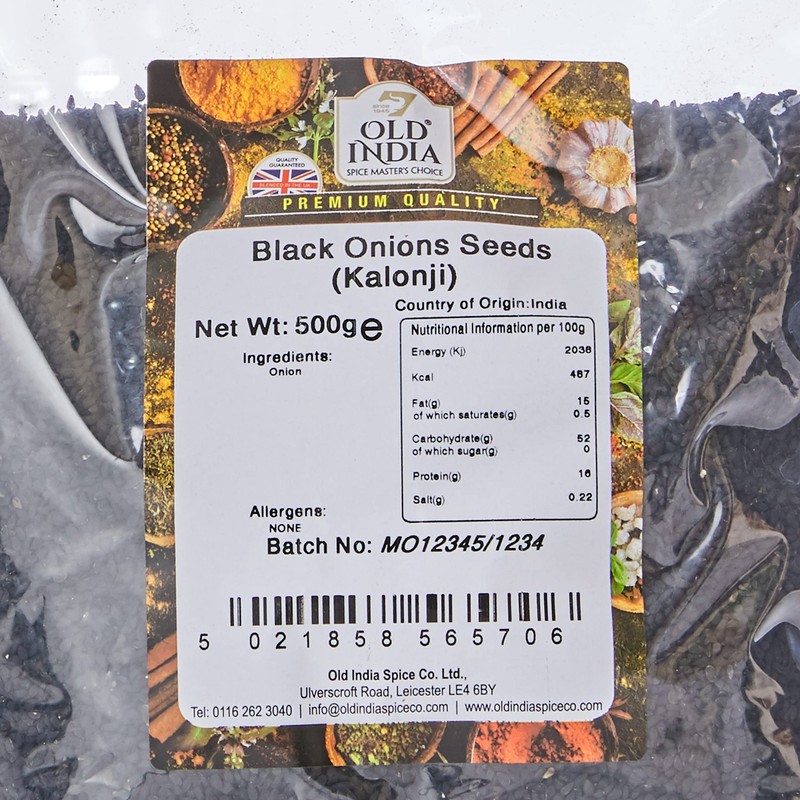 SINCE 1946
OLD®
INDIA
SPICE MASTER'S CHOICE
QUALITY
GUARANTEED
BLENDED IN THE UK
PREMIUM QUALITY
Black Onions Seeds
(Kalonji)
Country of Origin:India
Net Wt: 500g℮
Ingredients:
Onion
Nutritional Information per 100g
Energy (Kj) 2038
Kcal 487
Fat(g) 15
of which saturates(g) 0.5
Carbohydrate(g) 52
of which sugar(g) 0
Protein(g) 16
Salt(g) 0.22
Allergens:
NONE
Batch No: MO12345/1234
5 021858 565706
Old India Spice Co. Ltd.,
Ulverscroft Road, Leicester LE4 6BY
Tel: 0116 262 3040 | info@oldindiaspiceco.com | www.oldindiaspiceco.com